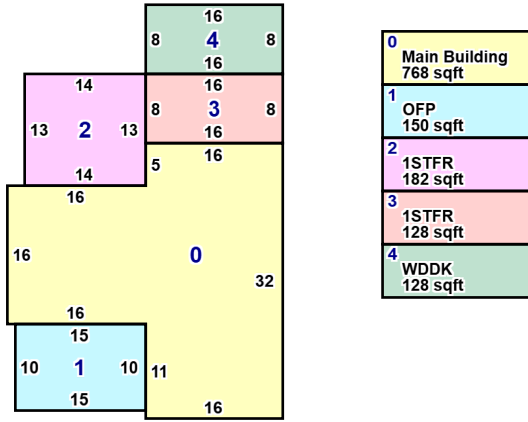 16
8 4 8
16
14
16
13 2 13
8 3 8
16
14
5
16
16
16
0
32
16
15
10 1 10
11
15
16
0
Main Building
768 sqft
1
OFP
150 sqft
2
1STFR
182 sqft
3
1STFR
128 sqft
4
WDDK
128 sqft